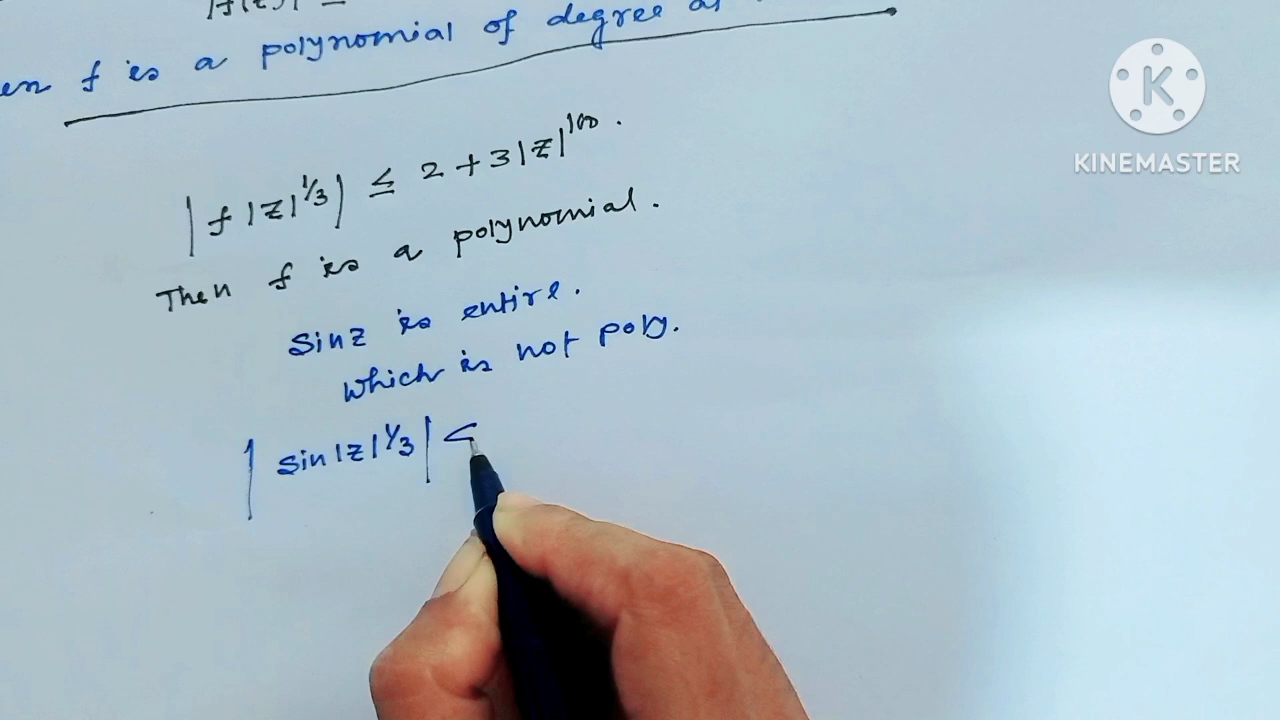 |f(z)|
en f is a polynomial of degree at
|f|z|^1/3| ≤ 2 + 3|z|^100.
Then f is a polynomial.
Sinz is entire.
Which is not poly.
|sin|z|^1/3| ≤
KINEMASTER